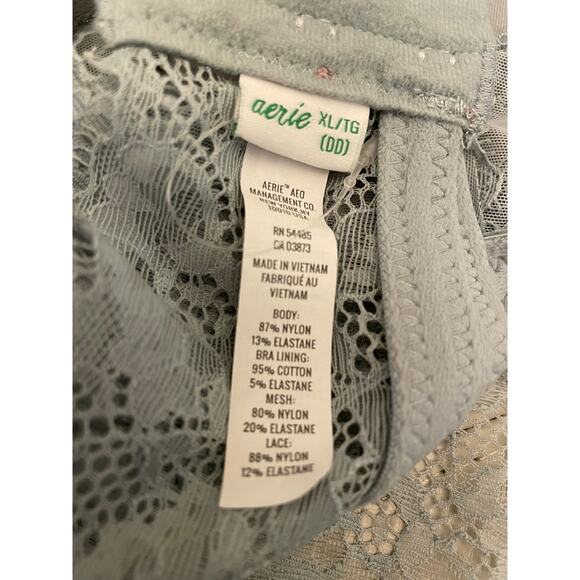 aerie XL/TG
(DD)
AERIE™ AEO
MANAGEMENT CO.
NEW YORK, NY
10016 USA
RN 54485
CA 03873
MADE IN VIETNAM
FABRIQUÉ AU
VIETNAM
BODY:
87% NYLON
13% ELASTANE
BRA LINING:
95% COTTON
5% ELASTANE
MESH:
80% NYLON
20% ELASTANE
LACE:
88% NYLON
12% ELASTANE